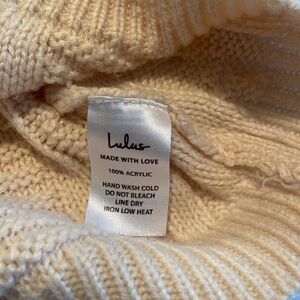 Lulus
MADE WITH LOVE
100% ACRYLIC
HAND WASH COLD
DO NOT BLEACH
LINE DRY
IRON LOW HEAT